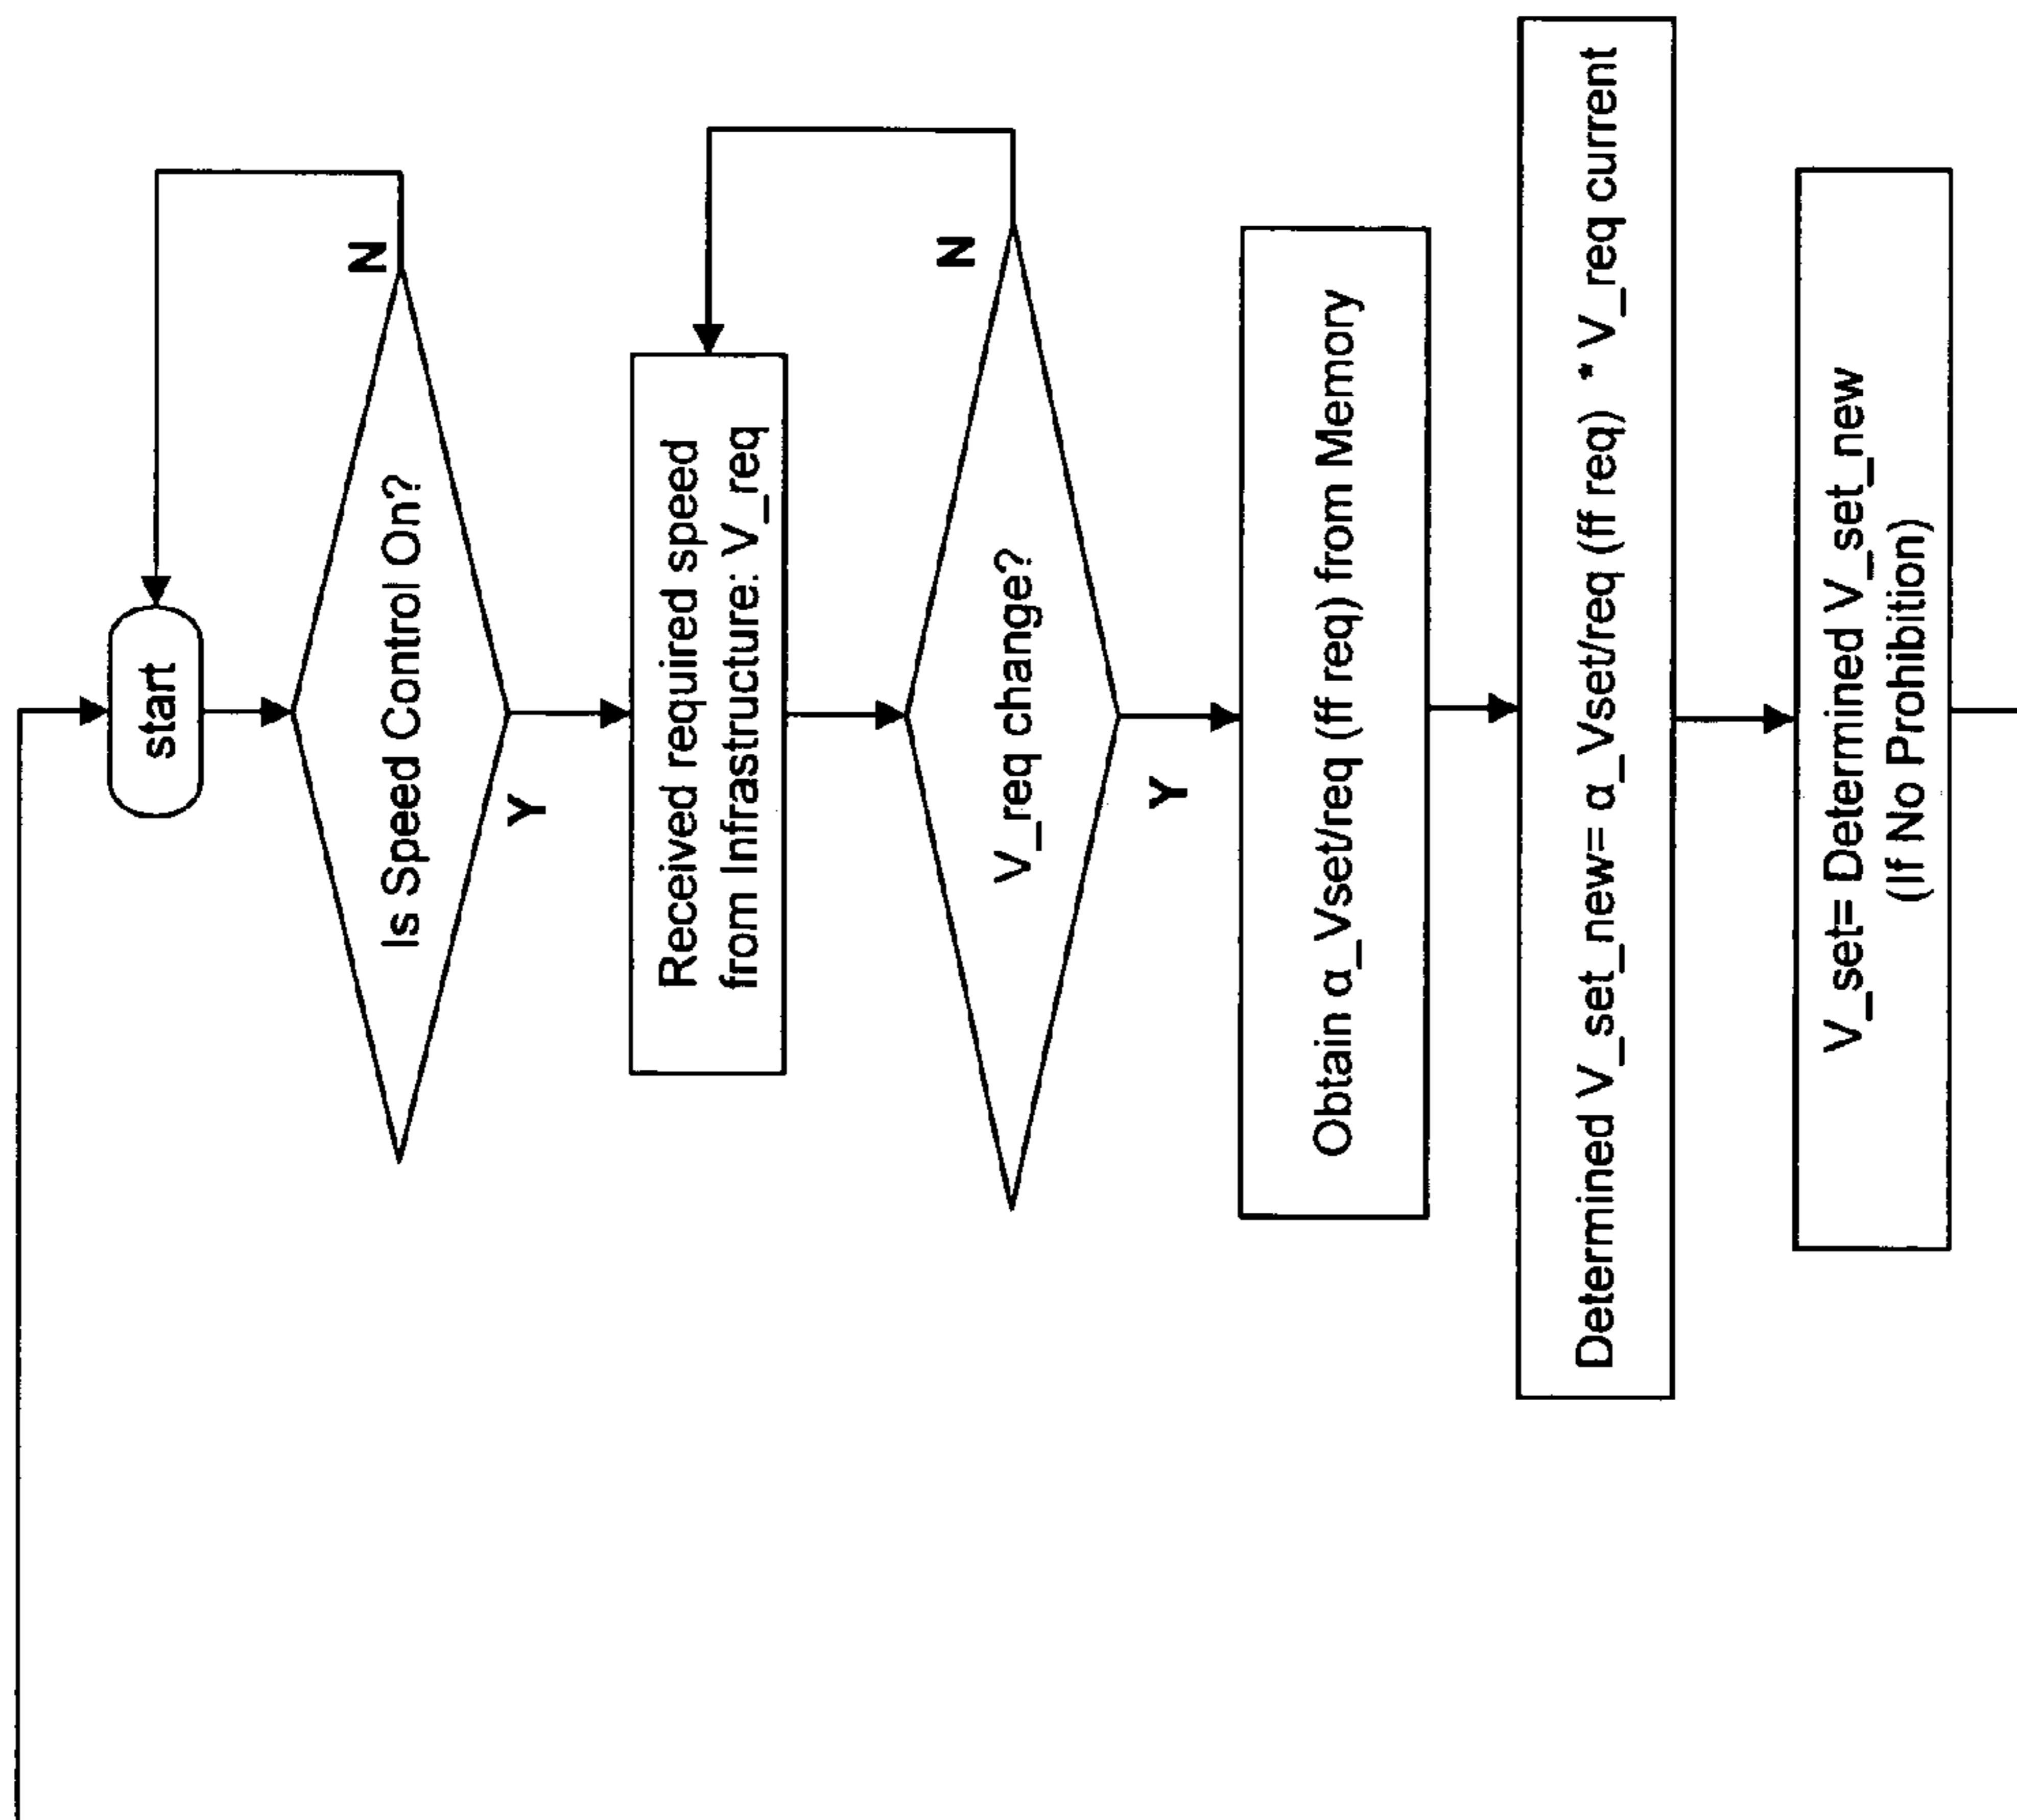 start
Is Speed Control On?
N
Y
Received required speed
from Infrastructure: V_req
V_req change?
N
Y
Obtain α_Vset/req (ff req) from Memory
Determined V_set_new= α_Vset/req (ff req) * V_req current
V_set= Determined V_set_new
(If No Prohibition)